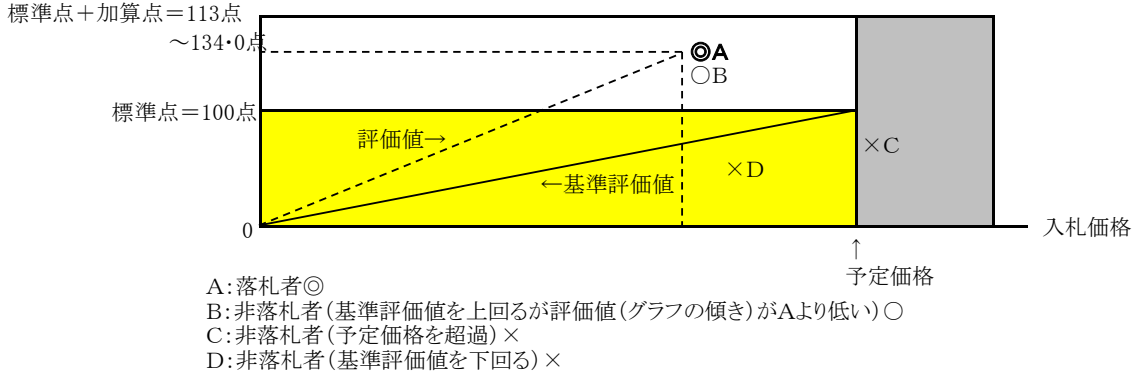 標準点＋加算点＝113点
～134・0点
◎A
○B
標準点＝100点
評価値→
×C
×D
←基準評価値
0
入札価格
↑
予定価格
A：落札者◎
B：非落札者（基準評価値を上回るが評価値（グラフの傾き）がAより低い）○
C：非落札者（予定価格を超過）×
D：非落札者（基準評価値を下回る）×